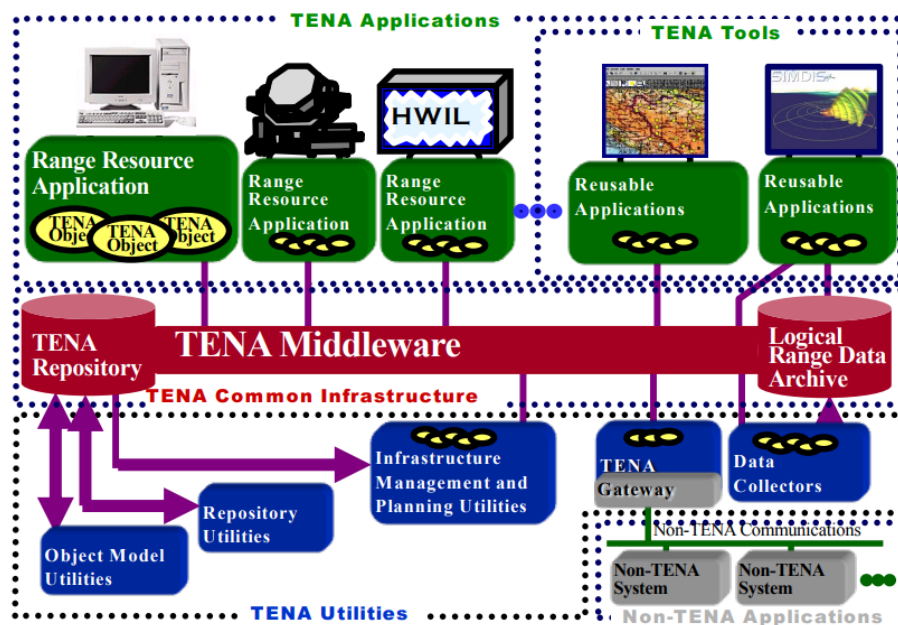 TENA Applications
TENA Tools
HWIL
SIMDIS
Range Resource
Application
TENA
Object
TENA
Object
TENA
Object
Range
Resource
Application
Range
Resource
Application
Reusable
Applications
Reusable
Applications
TENA
Repository
TENA Middleware
Logical
Range Data
Archive
TENA Common Infrastructure
Infrastructure
Management and
Planning Utilities
TENA
Gateway
Data
Collectors
Repository
Utilities
Object Model
Utilities
Non-TENA Communications
Non-TENA
System
Non-TENA
System
TENA Utilities
Non-TENA Applications